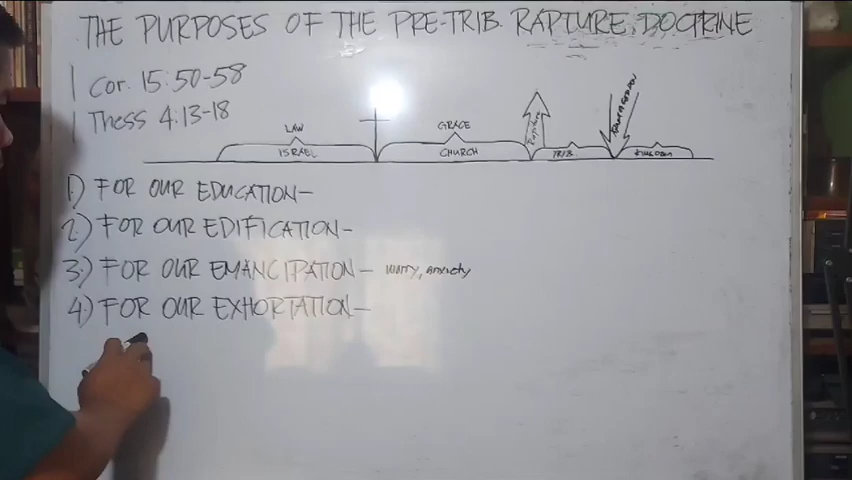 THE PURPOSES OF THE PRE-TRIB. RAPTURE DOCTRINE
1 Cor. 15:50-58
1 Thess 4:13-18
LAW
GRACE
Rapture
ARMAGEDDON
ISRAEL
CHURCH
TRIB.
KINGDOM
1) FOR OUR EDUCATION-
2) FOR OUR EDIFICATION-
3) FOR OUR EMANCIPATION- worry, anxiety
4) FOR OUR EXHORTATION-